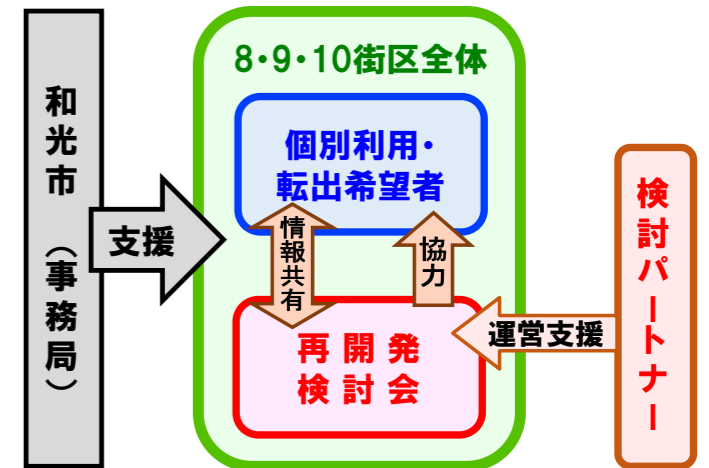 和光市（事務局）
支援
8・9・10街区全体
個別利用・
転出希望者
情報共有
協力
再開発
検討会
運営支援
検討パートナー